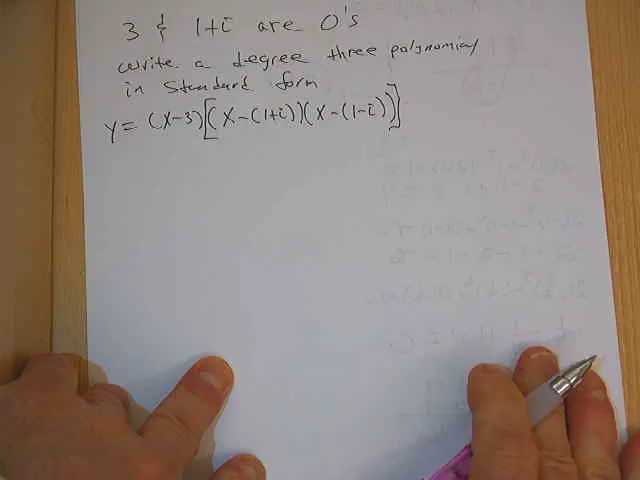 3 & 1+i are 0's
write a degree three polynomial
in standard form
y = (x-3)[(x-(1+i))(x-(1-i))]